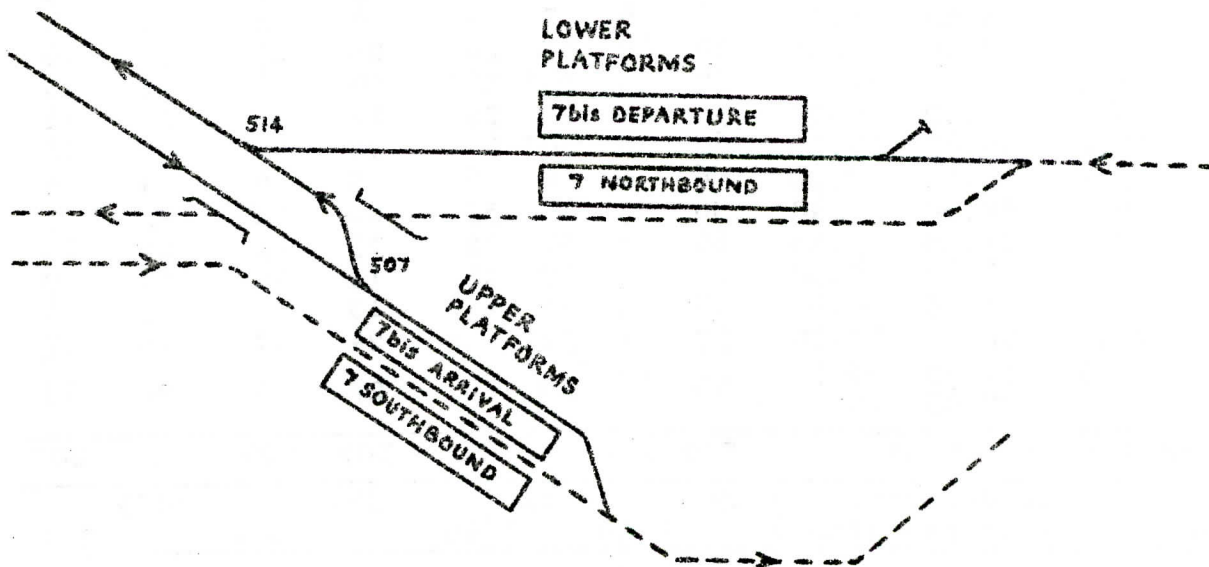 LOWER
PLATFORMS
7bis DEPARTURE
514
7 NORTHBOUND
507
UPPER
PLATFORMS
7bis ARRIVAL
7 SOUTHBOUND